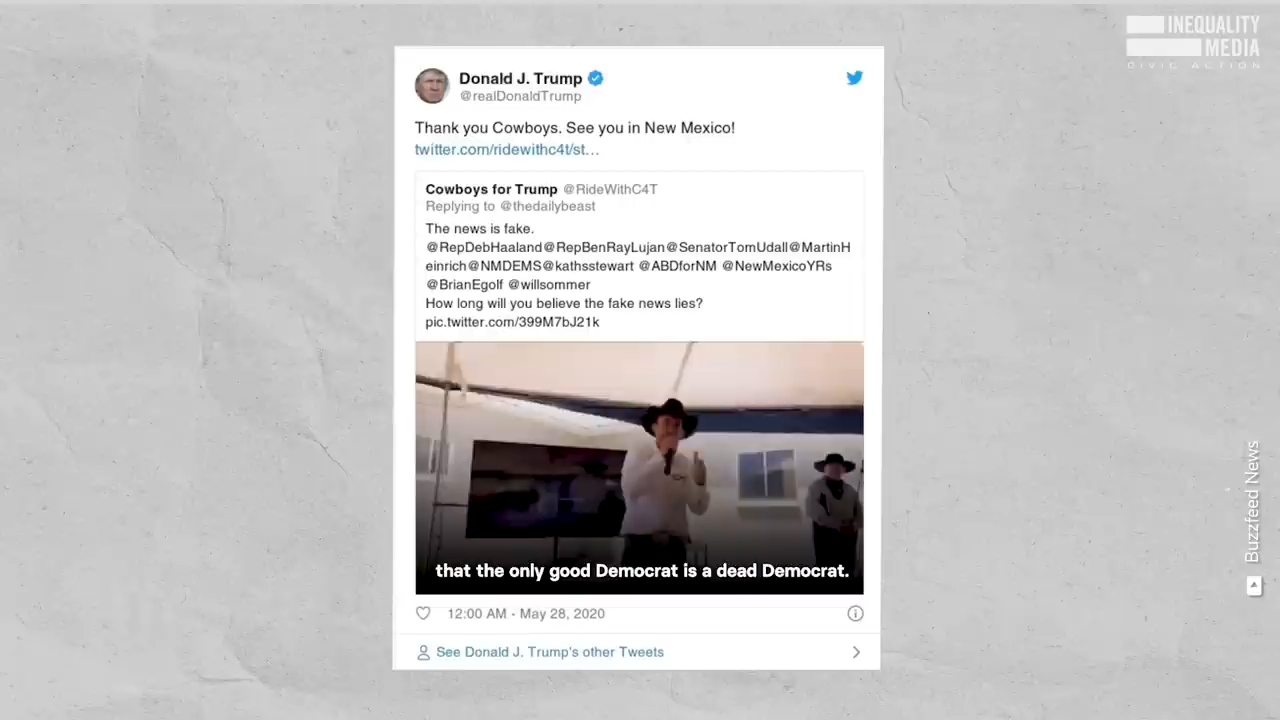 INEQUALITY
MEDIA
CIVIC ACTION
Donald J. Trump
@realDonaldTrump
Thank you Cowboys. See you in New Mexico!
twitter.com/ridewithc4t/st...
Cowboys for Trump @RideWithC4T
Replying to @thedailybeast
The news is fake.
@RepDebHaaland@RepBenRayLujan@SenatorTomUdall@MartinH
einrich@NMDEMS@kathsstewart @ABDforNM @NewMexicoYRs
@BrianEgolf @willsommer
How long will you believe the fake news lies?
pic.twitter.com/399M7bJ21k
that the only good Democrat is a dead Democrat.
12:00 AM - May 28, 2020
See Donald J. Trump's other Tweets
Buzzfeed News